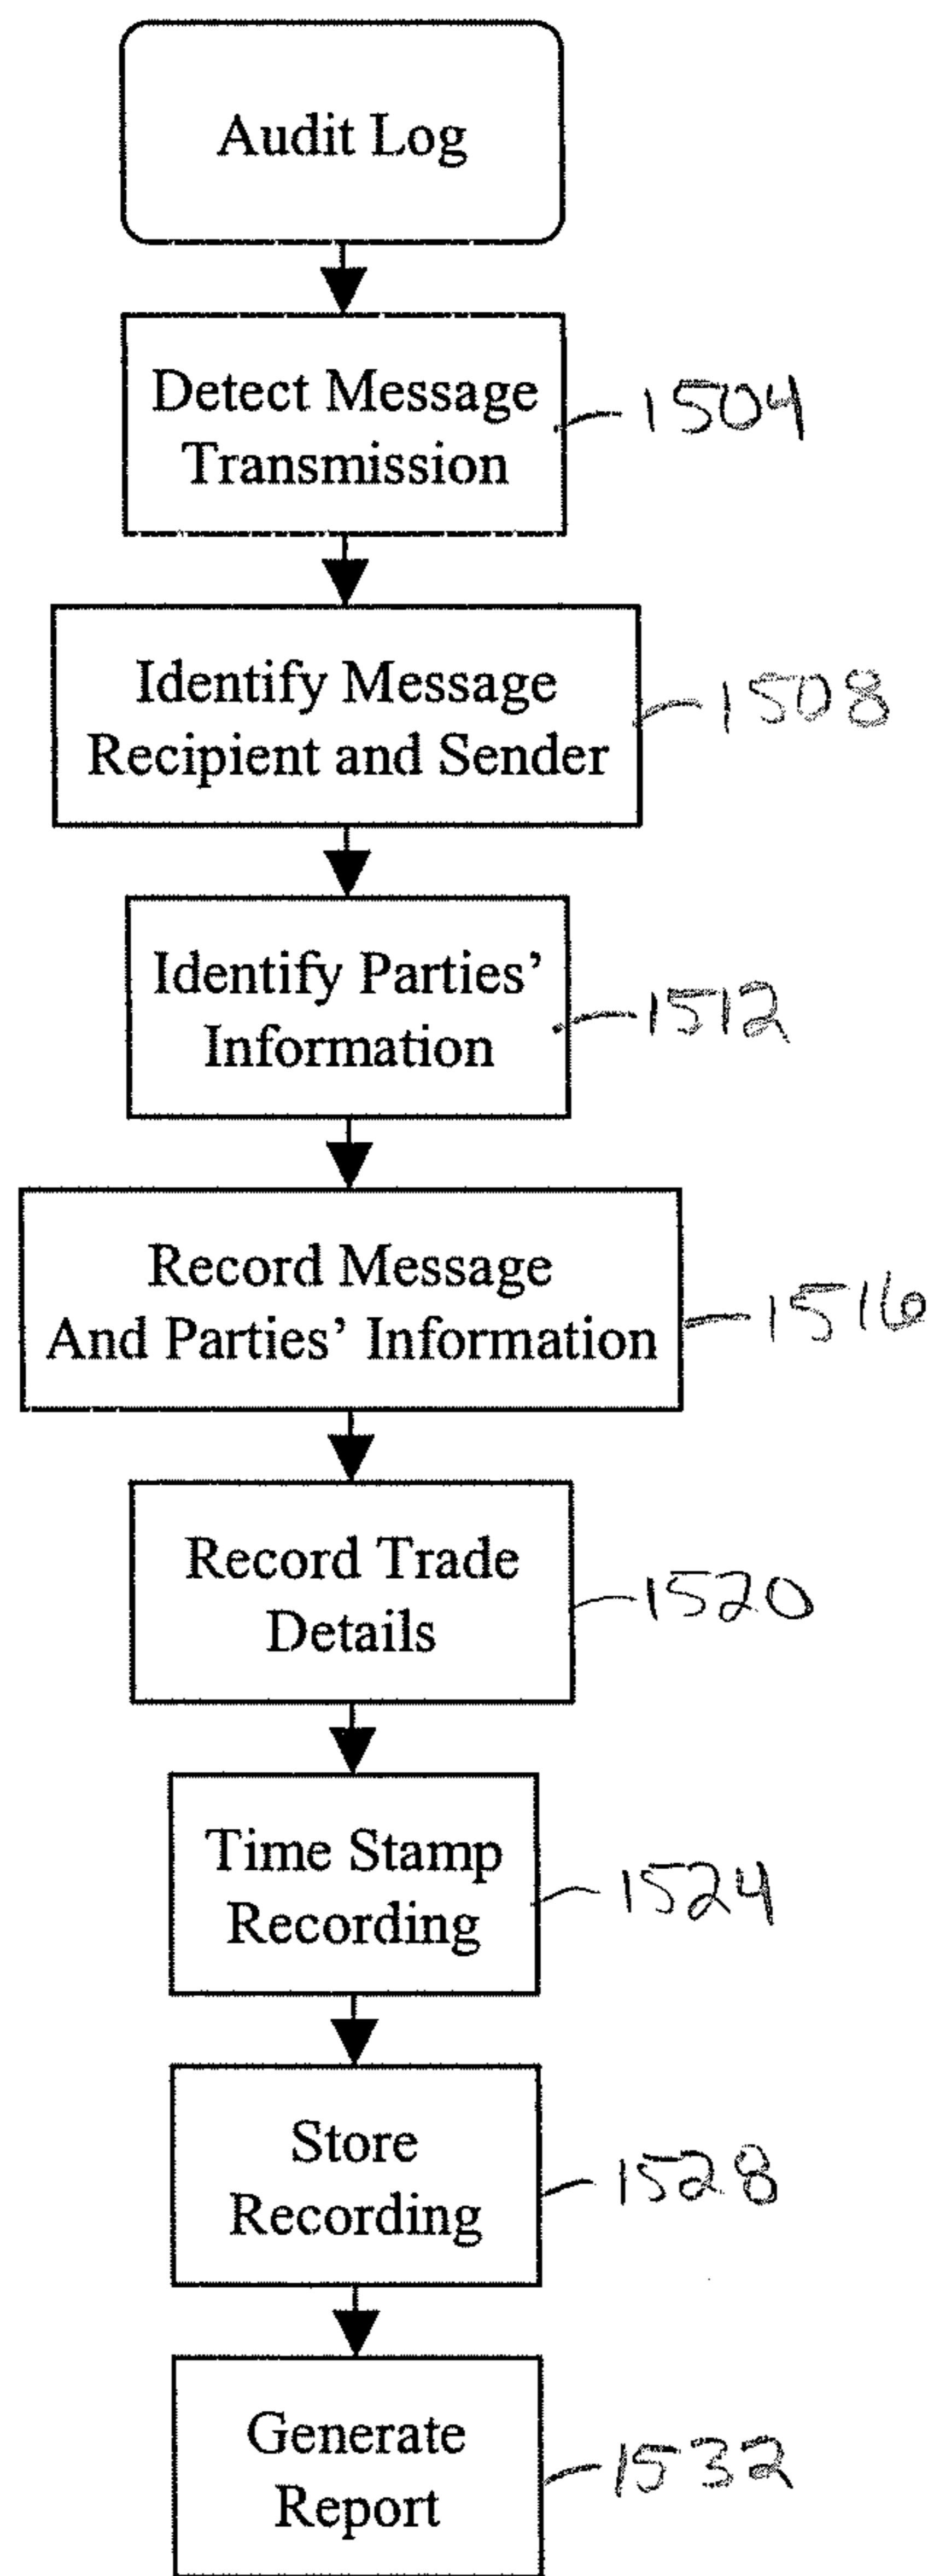 Audit Log
Detect Message
Transmission
1504
Identify Message
Recipient and Sender
1508
Identify Parties’
Information
1512
Record Message
And Parties’ Information
1516
Record Trade
Details
1520
Time Stamp
Recording
1524
Store
Recording
1528
Generate
Report
1532